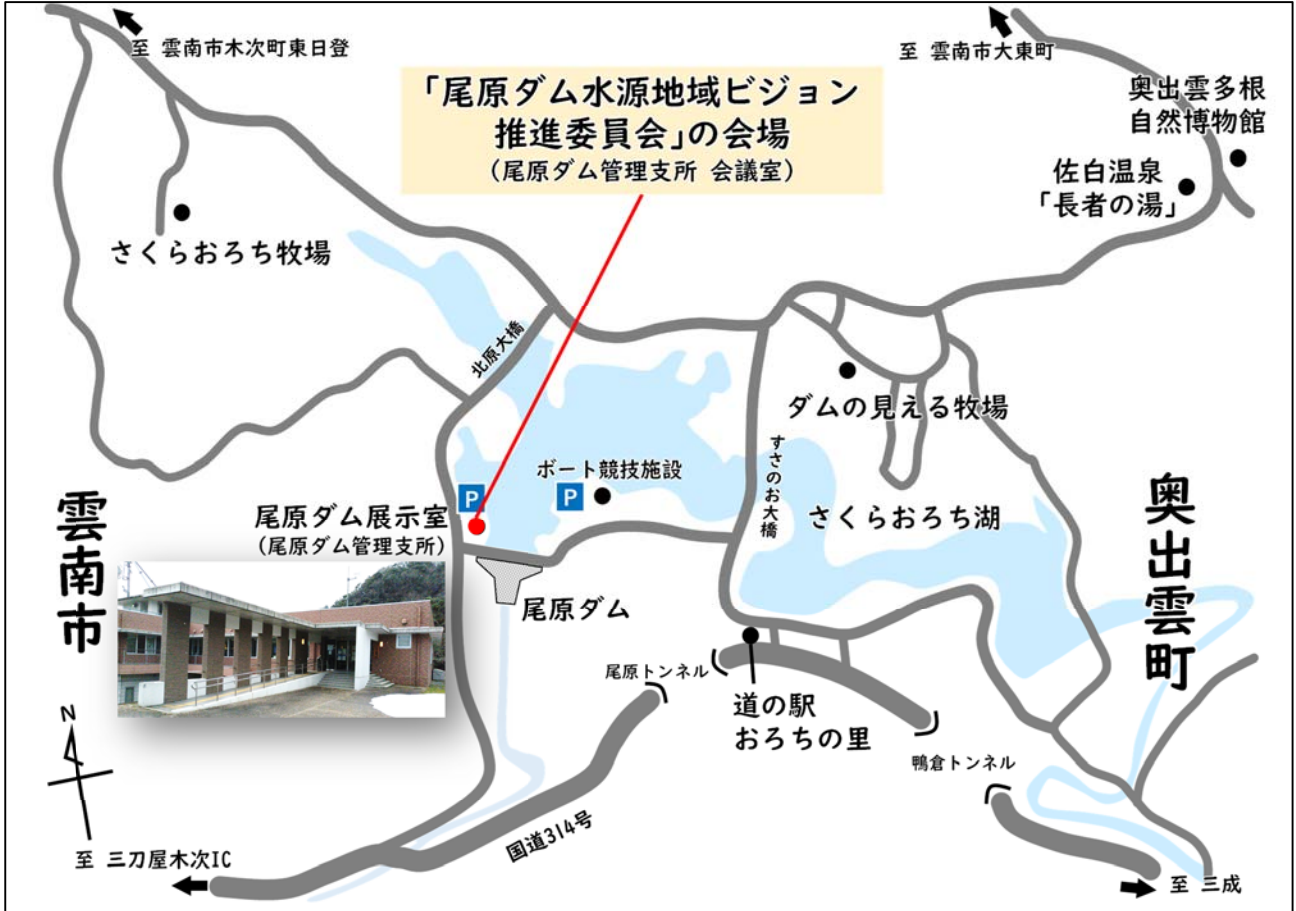 至 雲南市木次町東日登
至 雲南市大東町
「尾原ダム水源地域ビジョン
推進委員会」の会場
(尾原ダム管理支所 会議室)
奥出雲多根
自然博物館
佐白温泉
「長者の湯」
さくらおろち牧場
北原大橋
ダムの見える牧場
すさのお大橋
ボート競技施設
P
P
さくらおろち湖
尾原ダム展示室
(尾原ダム管理支所)
雲南市
奥出雲町
尾原ダム
尾原トンネル
道の駅
おろちの里
鴨倉トンネル
N
国道314号
至 三刀屋木次IC
至 三成